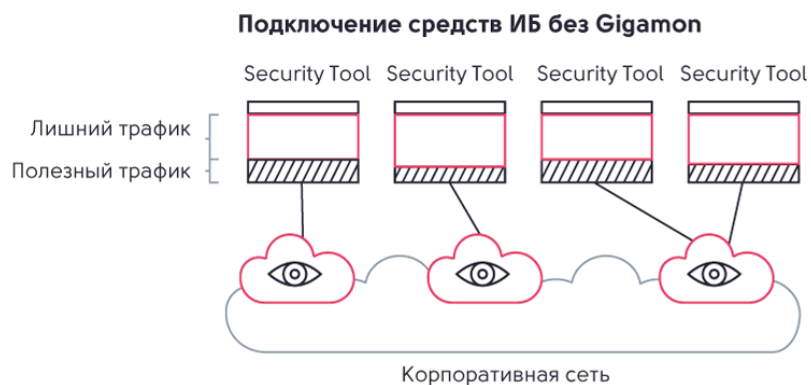 Подключение средств ИБ без Gigamon
Security Tool Security Tool Security Tool Security Tool
Лишний трафик
Полезный трафик
Корпоративная сеть